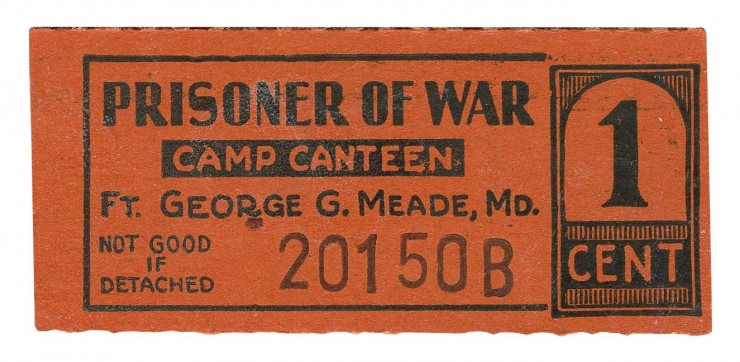 PRISONER OF WAR
CAMP CANTEEN
FT. GEORGE G. MEADE, MD.
NOT GOOD
IF
DETACHED
20150B
1
CENT